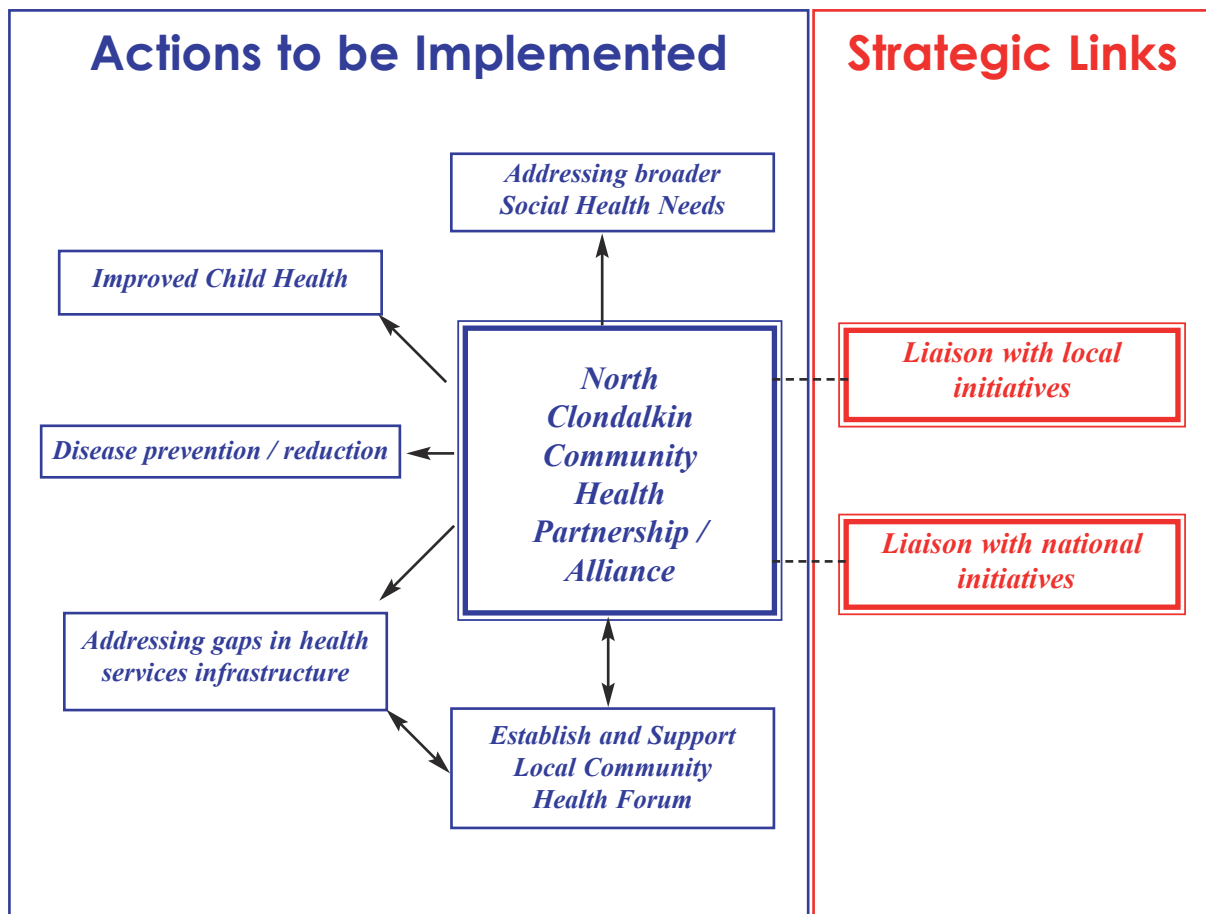 Actions to be Implemented
Strategic Links
Addressing broader
Social Health Needs
Improved Child Health
North
Clondalkin
Community
Health
Partnership /
Alliance
Liaison with local
initiatives
Disease prevention / reduction
Liaison with national
initiatives
Addressing gaps in health
services infrastructure
Establish and Support
Local Community
Health Forum